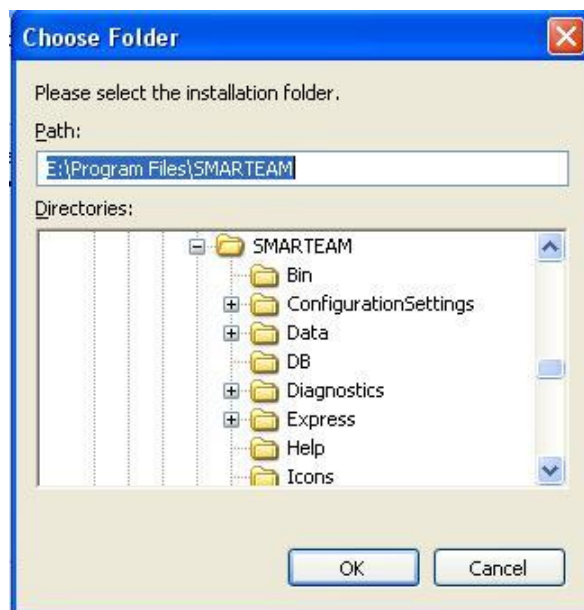 Choose Folder
Please select the installation folder.
Path:
E:\Program Files\SMARTEAM
Directories:
SMARTEAM
Bin
ConfigurationSettings
Data
DB
Diagnostics
Express
Help
Icons
OK Cancel